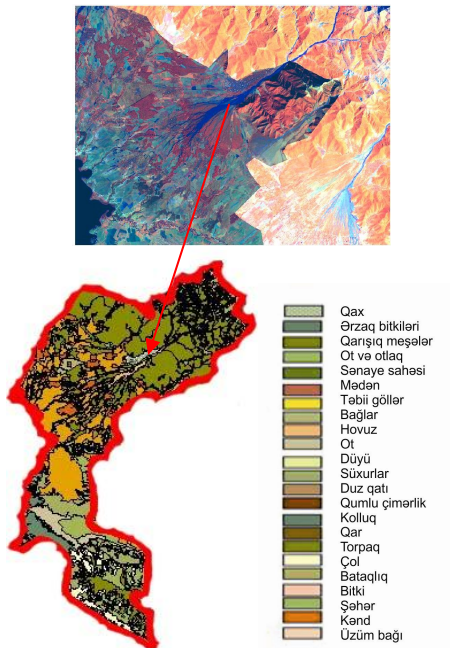 Qax
Ərzaq bitkiləri
Qarışıq meşələr
Ot və otlaq
Sənaye sahəsi
Mədən
Təbii göllər
Bağlar
Hovuz
Ot
Düyü
Süxurlar
Duz qatı
Qumlu çimərlik
Kolluq
Qar
Torpaq
Çol
Bataqlıq
Bitki
Şəhər
Kənd
Üzüm bağı